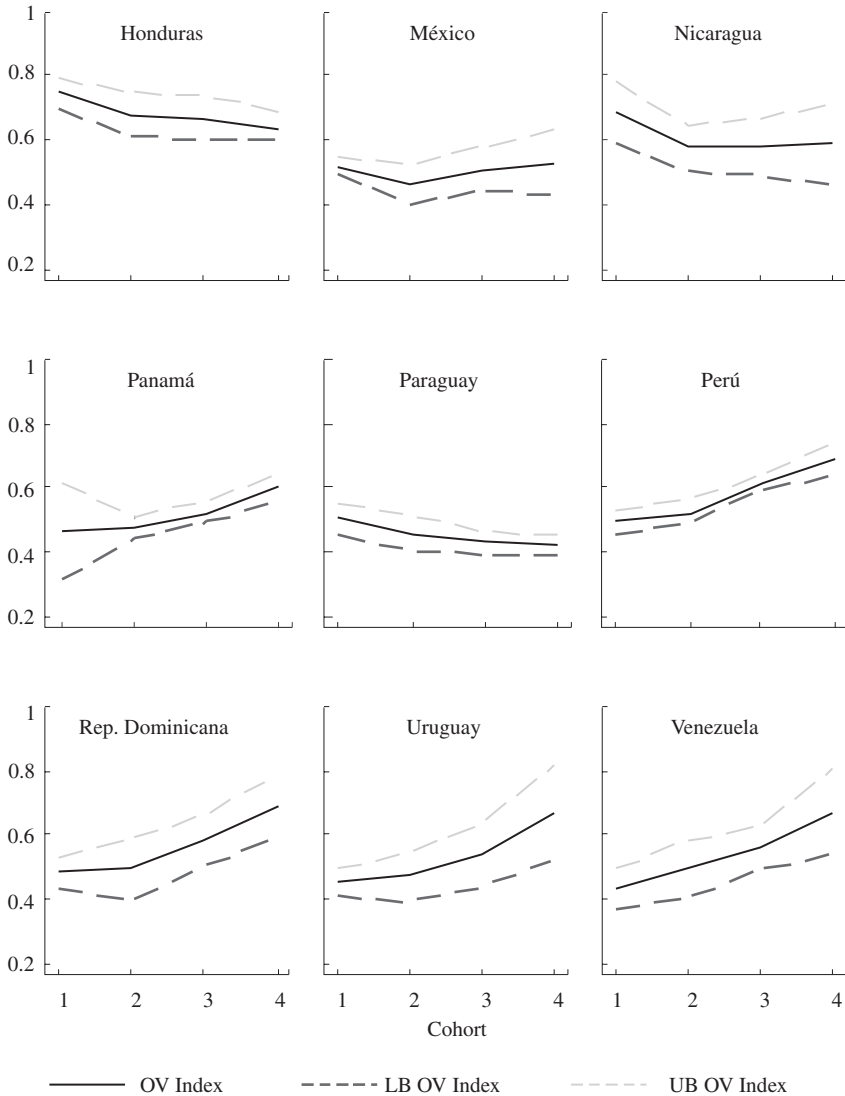 1
Honduras
México
Nicaragua
0.8
0.6
0.4
0.2
1
Panamá
Paraguay
Perú
0.8
0.6
0.4
0.2
1
Rep. Dominicana
Uruguay
Venezuela
0.8
0.6
0.4
0.2
1 2 3 4 1 2 3 4 1 2 3 4
Cohort
OV Index LB OV Index UB OV Index